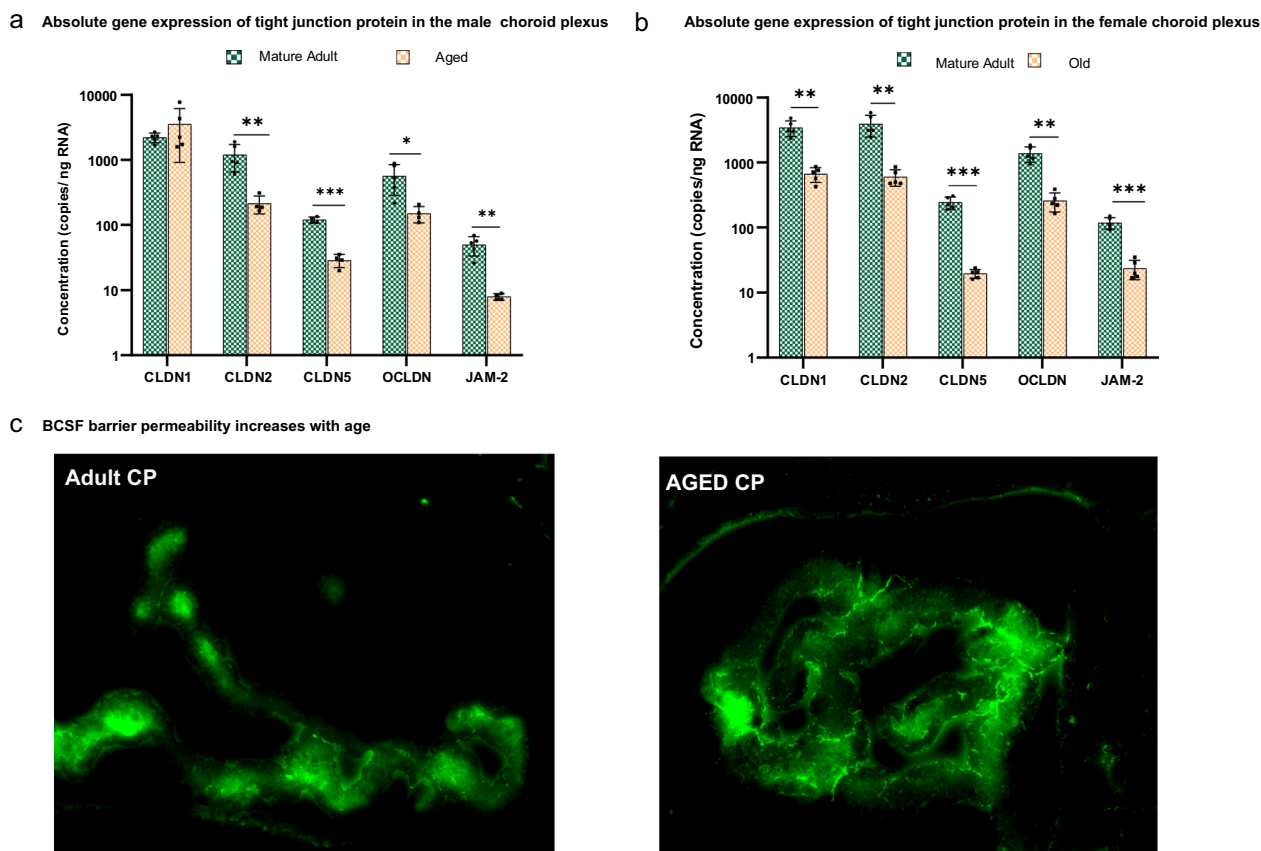 a Absolute gene expression of tight junction protein in the male choroid plexus
Mature Adult Aged
Concentration (copies/ ng RNA)
10000
1000
100
10
1
** *** * **
CLDN1 CLDN2 CLDN5 OCLDN JAM-2
b Absolute gene expression of tight junction protein in the female choroid plexus
Mature Adult Old
Concentration (copies/ ng RNA)
10000
1000
100
10
1
** ** *** ** ***
CLDN1 CLDN2 CLDN5 OCLDN JAM-2
c BCSF barrier permeability increases with age
Adult CP
AGED CP